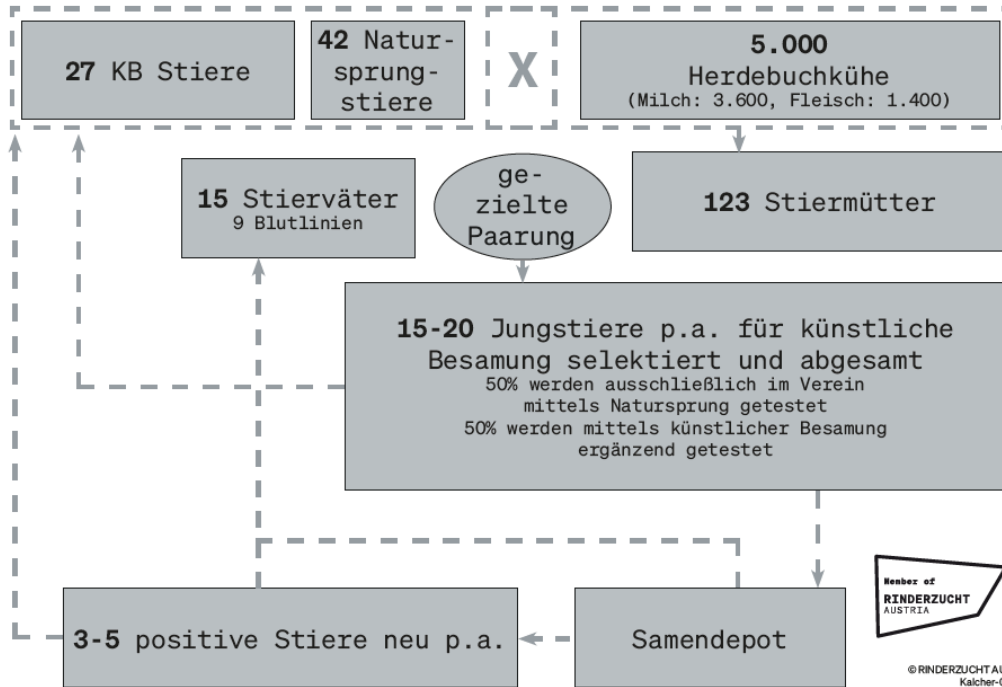 27 KB Stiere
42 Natur-
sprung-
stiere
X
5.000
Herdebuchkühe
(Milch: 3.600, Fleisch: 1.400)
15 Stierväter
9 Blutlinien
ge-
zielte
Paarung
123 Stiermütter
15-20 Jungstiere p.a. für künstliche
Besamung selektiert und abgesamt
50% werden ausschließlich im Verein
mittels Natursprung getestet
50% werden mittels künstlicher Besamung
ergänzend getestet
3-5 positive Stiere neu p.a.
Samendepot
Member of
RINDERZUCHT
AUSTRIA
© RINDERZUCHT AU
Kalcher-